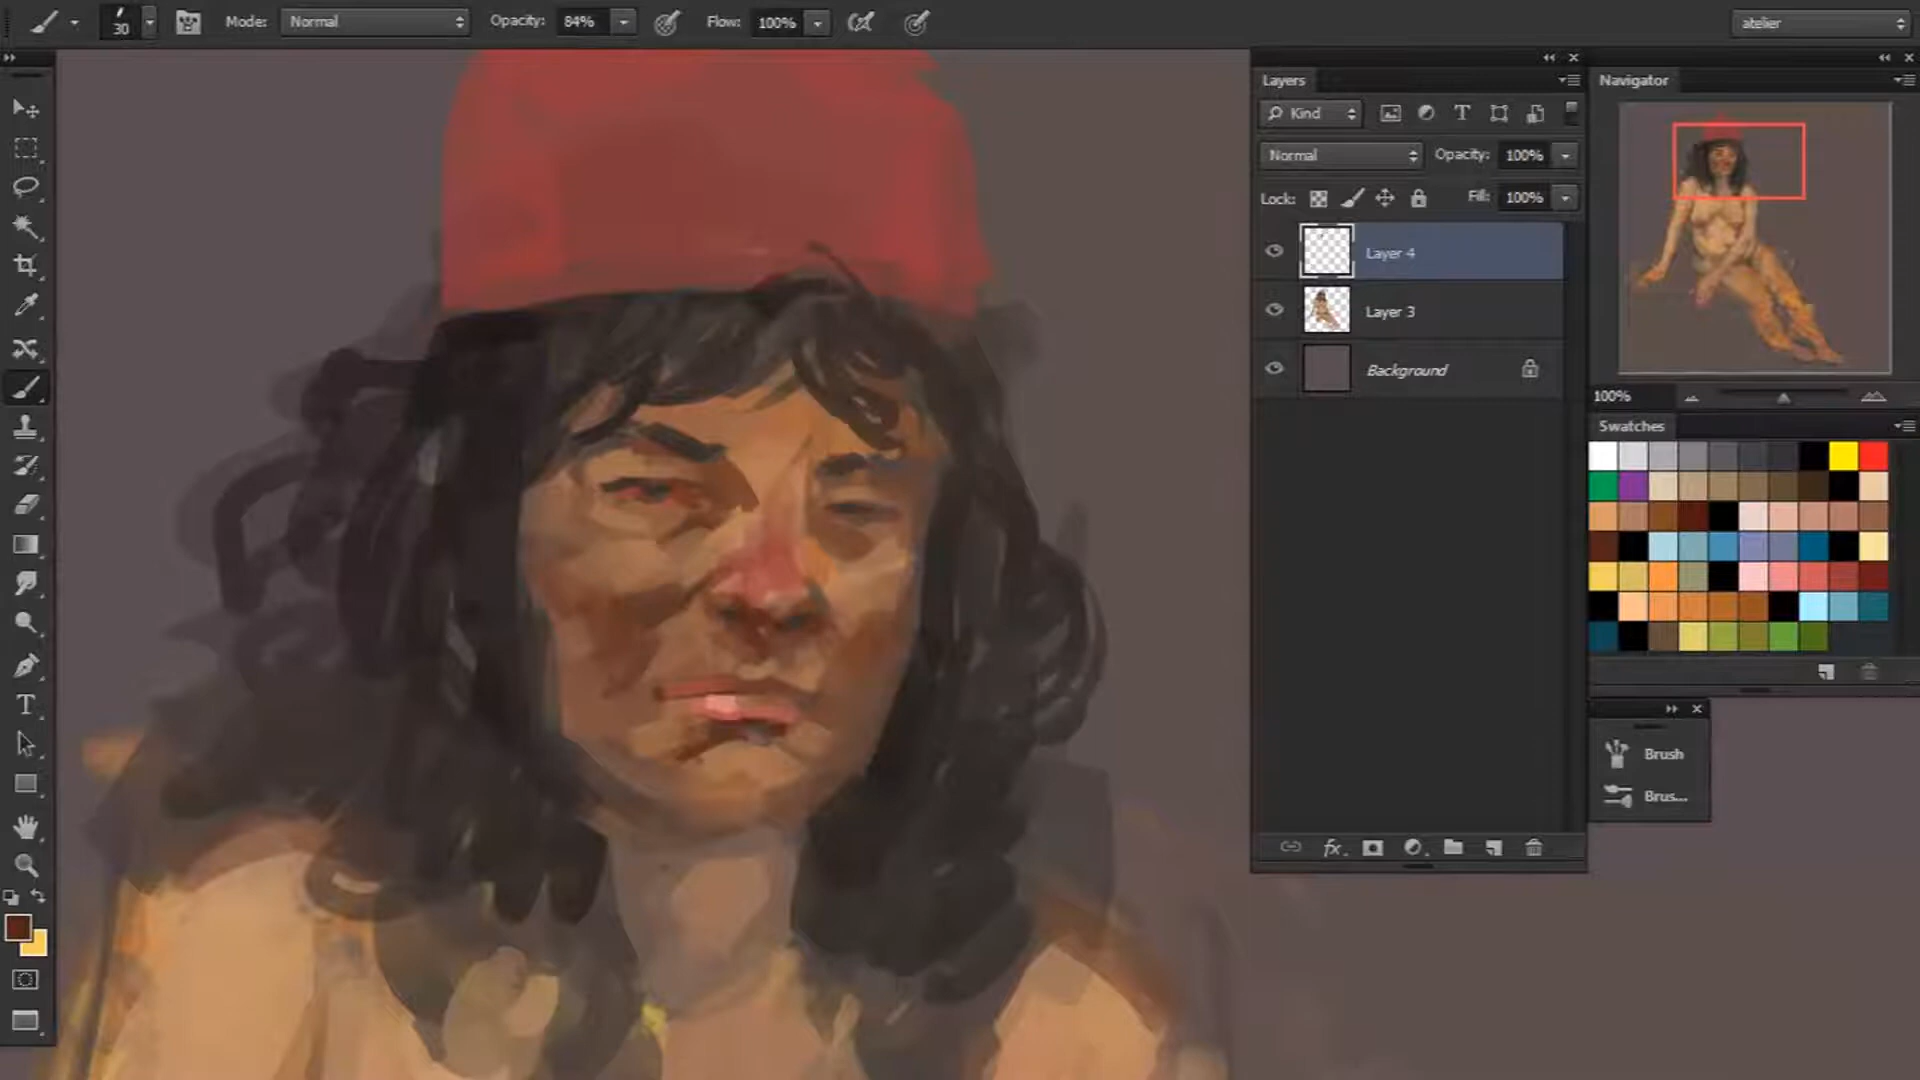 30
Mode: Normal Opacity: 84% Flow: 100% atelier
Layers
Kind
Normal Opacity: 100%
Lock: Fill: 100%
Layer 4
Layer 3
Background
fx
Navigator
100%
Swatches
Brush
Brus...
T